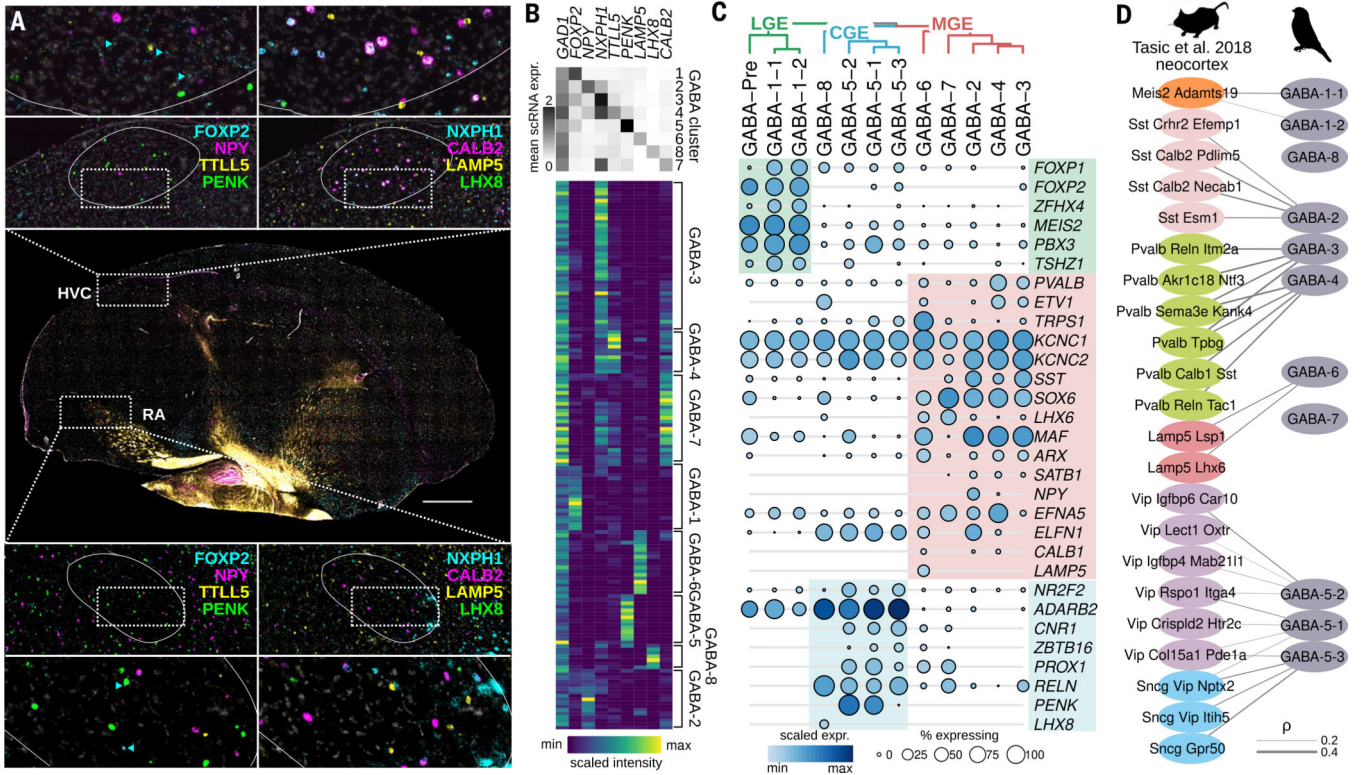 A
FOXP2
NPY
TTLL5
PENK
NXPH1
CALB2
LAMP5
LHX8
HVC
RA
FOXP2
NPY
TTLL5
PENK
NXPH1
CALB2
LAMP5
LHX8
B
GAD1
FOXP2
NPY
NXPH1
TTLL5
PENK
LAMP5
LHX8
CALB2
mean scRNA expr.
2
0
1
2
3
4
5
6
8
7
GABA cluster
GABA-3
GABA-4
GABA-7
GABA-1
GABA-6
GABA-5
GABA-8
GABA-2
min
max
scaled intensity
C
LGE
CGE
MGE
GABA-Pre
GABA-1-1
GABA-1-2
GABA-8
GABA-5-2
GABA-5-1
GABA-5-3
GABA-6
GABA-7
GABA-2
GABA-4
GABA-3
FOXP1
FOXP2
ZFHX4
MEIS2
PBX3
TSHZ1
PVALB
ETV1
TRPS1
KCNC1
KCNC2
SST
SOX6
LHX6
MAF
ARX
SATB1
NPY
EFNA5
ELFN1
CALB1
LAMP5
NR2F2
ADARB2
CNR1
ZBTB16
PROX1
RELN
PENK
LHX8
scaled expr.
min
max
% expressing
0
25
50
75
100
D
Tasic et al. 2018
neocortex
Meis2 Adamts19
Sst Crhr2 Efemp1
Sst Calb2 Pdlim5
Sst Calb2 Necab1
Sst Esm1
Pvalb Reln Itm2a
Pvalb Akr1c18 Ntf3
Pvalb Sema3e Kank4
Pvalb Tpbg
Pvalb Calb1 Sst
Pvalb Reln Tac1
Lamp5 Lsp1
Lamp5 Lhx6
Vip Igfbp6 Car10
Vip Lect1 Oxtr
Vip Igfbp4 Mab21l1
Vip Rspo1 Itga4
Vip Crispld2 Htr2c
Vip Col15a1 Pde1a
Sncg Vip Nptx2
Sncg Vip Itih5
Sncg Gpr50
GABA-1-1
GABA-1-2
GABA-8
GABA-2
GABA-3
GABA-4
GABA-6
GABA-7
GABA-5-2
GABA-5-1
GABA-5-3
ρ
0.2
0.4